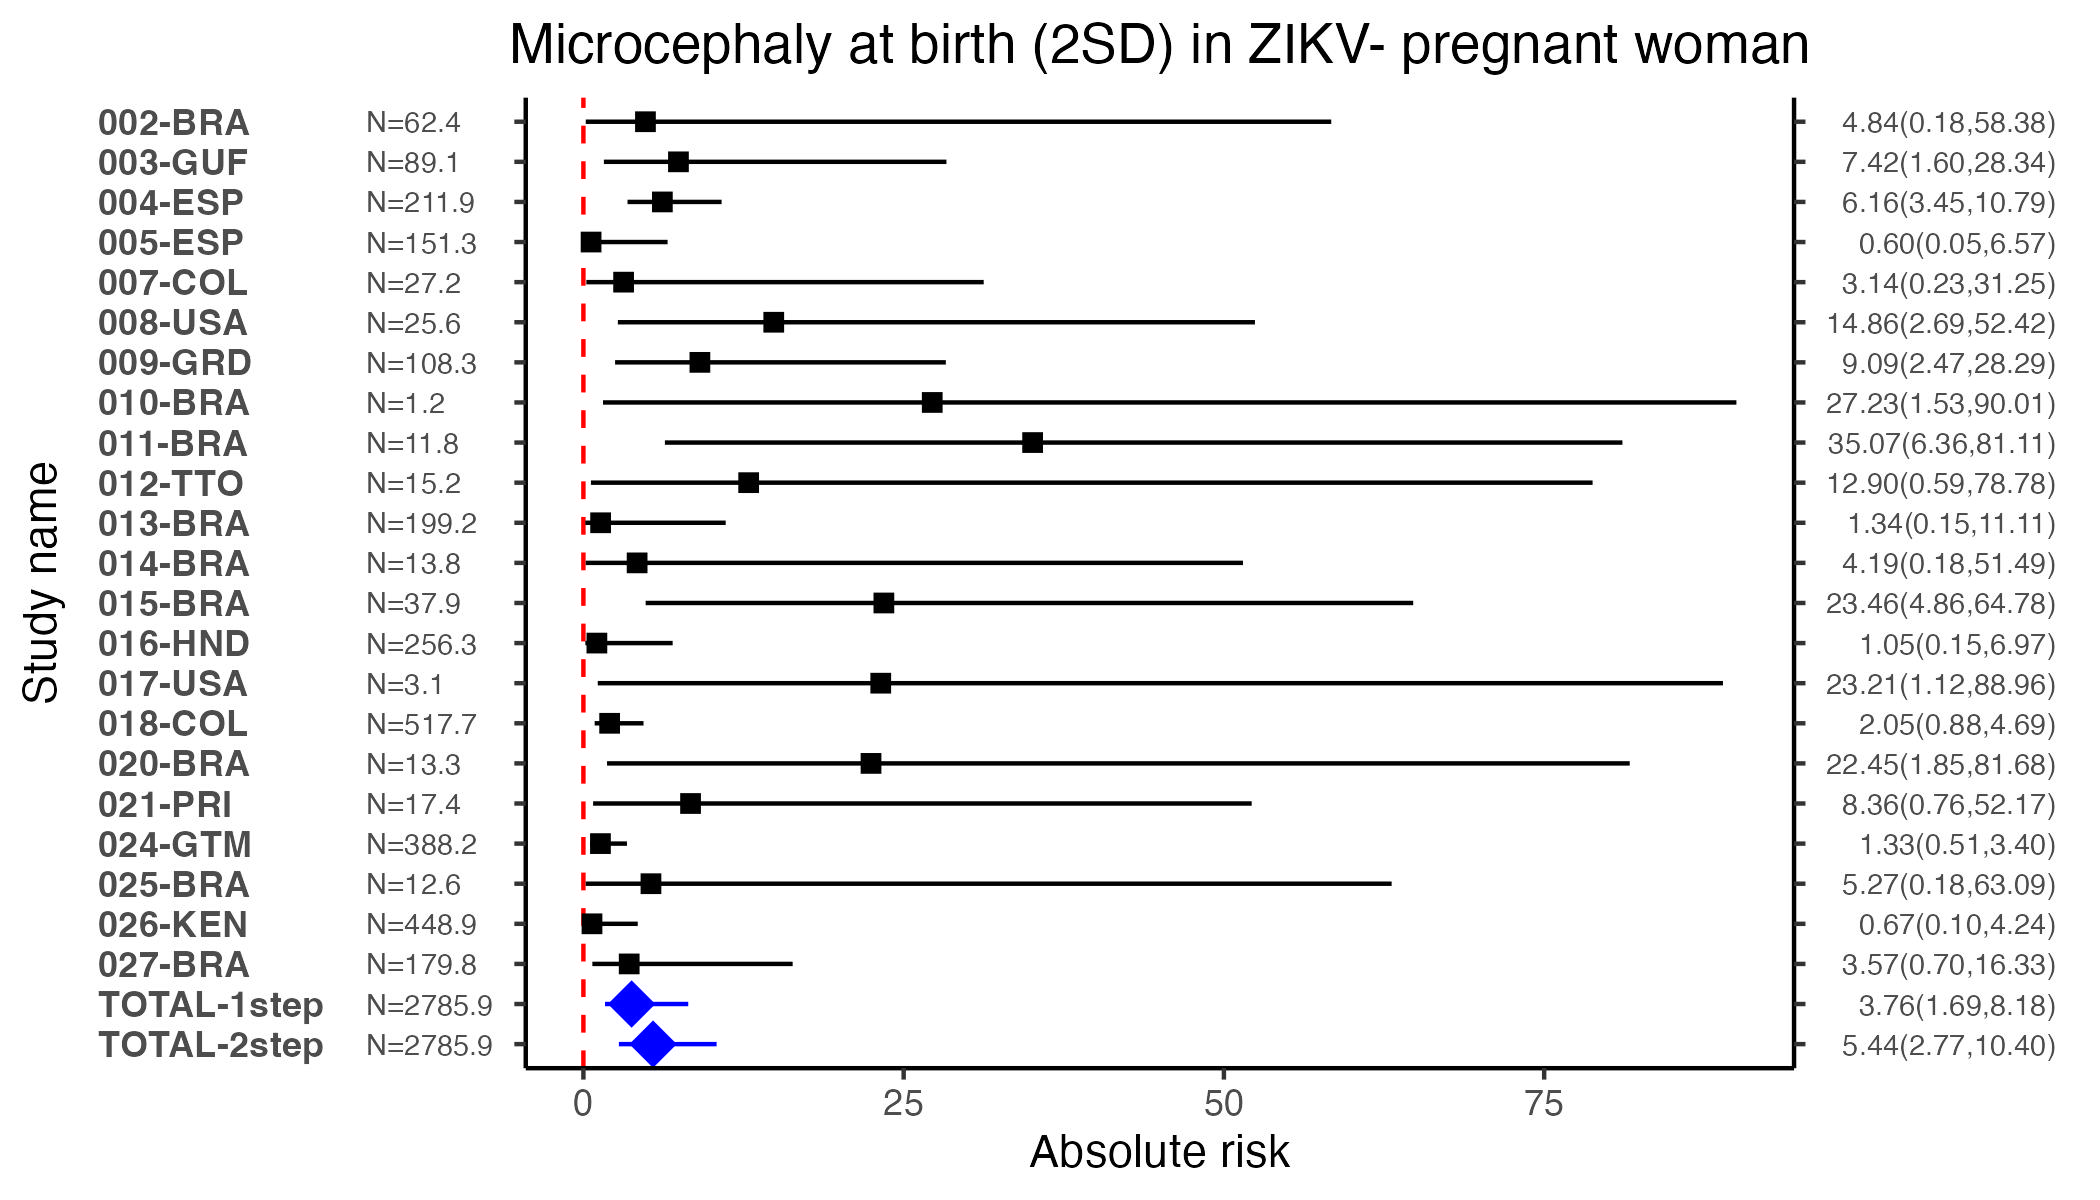 Microcephaly at birth (2SD) in ZIKV- pregnant woman
Study name
002-BRA N=62.4 4.84(0.18,58.38)
003-GUF N=89.1 7.42(1.60,28.34)
004-ESP N=211.9 6.16(3.45,10.79)
005-ESP N=151.3 0.60(0.05,6.57)
007-COL N=27.2 3.14(0.23,31.25)
008-USA N=25.6 14.86(2.69,52.42)
009-GRD N=108.3 9.09(2.47,28.29)
010-BRA N=1.2 27.23(1.53,90.01)
011-BRA N=11.8 35.07(6.36,81.11)
012-TTO N=15.2 12.90(0.59,78.78)
013-BRA N=199.2 1.34(0.15,11.11)
014-BRA N=13.8 4.19(0.18,51.49)
015-BRA N=37.9 23.46(4.86,64.78)
016-HND N=256.3 1.05(0.15,6.97)
017-USA N=3.1 23.21(1.12,88.96)
018-COL N=517.7 2.05(0.88,4.69)
020-BRA N=13.3 22.45(1.85,81.68)
021-PRI N=17.4 8.36(0.76,52.17)
024-GTM N=388.2 1.33(0.51,3.40)
025-BRA N=12.6 5.27(0.18,63.09)
026-KEN N=448.9 0.67(0.10,4.24)
027-BRA N=179.8 3.57(0.70,16.33)
TOTAL-1step N=2785.9 3.76(1.69,8.18)
TOTAL-2step N=2785.9 5.44(2.77,10.40)
0 25 50 75
Absolute risk